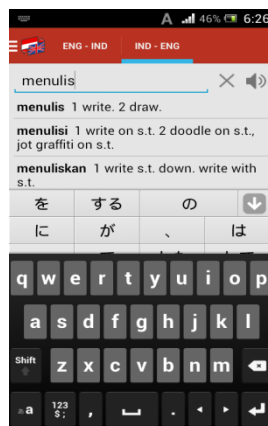 A 46% 6:26
ENG - IND IND - ENG
menulis
menulis 1 write. 2 draw.
menulisi 1 write on s.t. 2 doodle on s.t.,
jot graffiti on s.t.
menuliskan 1 write s.t. down. write with
s.t.
を する の
に が 、 は
q w e r t y u i o p
a s d f g h j k l
Shift z x c v b n m
a 123 , .
$ ;